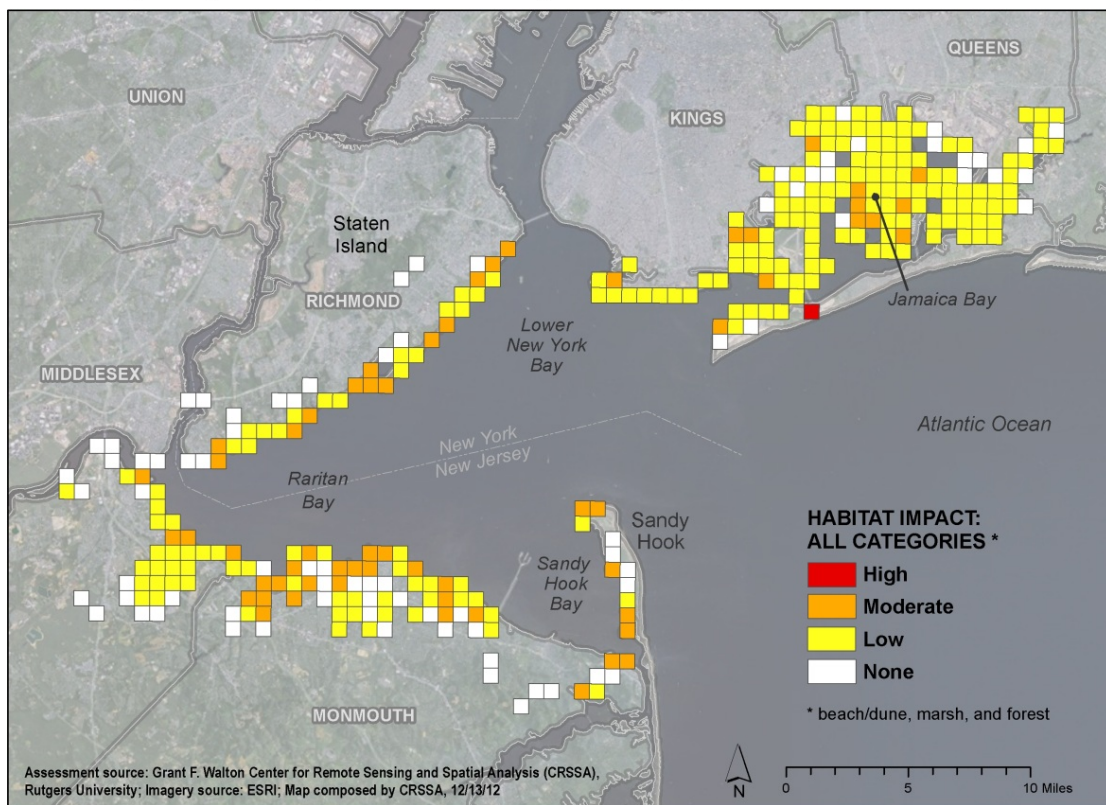 QUEENS
UNION
KINGS
Staten
Island
RICHMOND
Jamaica Bay
Lower
New York
Bay
MIDDLESEX
Atlantic Ocean
New York
New Jersey
Raritan
Bay
Sandy
Hook
Sandy
Hook
Bay
MONMOUTH
HABITAT IMPACT:
ALL CATEGORIES *
High
Moderate
Low
None
* beach/dune, marsh, and forest
Assessment source: Grant F. Walton Center for Remote Sensing and Spatial Analysis (CRSSA),
Rutgers University; Imagery source: ESRI; Map composed by CRSSA, 12/13/12
N
0 5 10 Miles